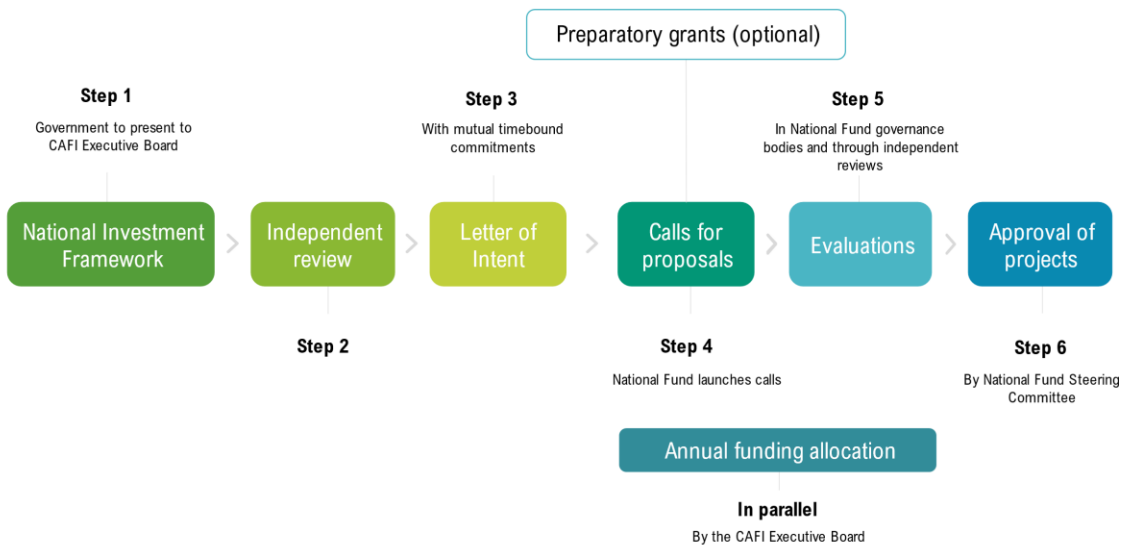 Preparatory grants (optional)
Step 1
Government to present to
CAFI Executive Board
Step 3
With mutual timebound
commitments
Step 5
In National Fund governance
bodies and through independent
reviews
National Investment
Framework
Independent
review
Letter of
Intent
Calls for
proposals
Evaluations
Approval of
projects
Step 2
Step 4
National Fund launches calls
Step 6
By National Fund Steering
Committee
Annual funding allocation
In parallel
By the CAFI Executive Board